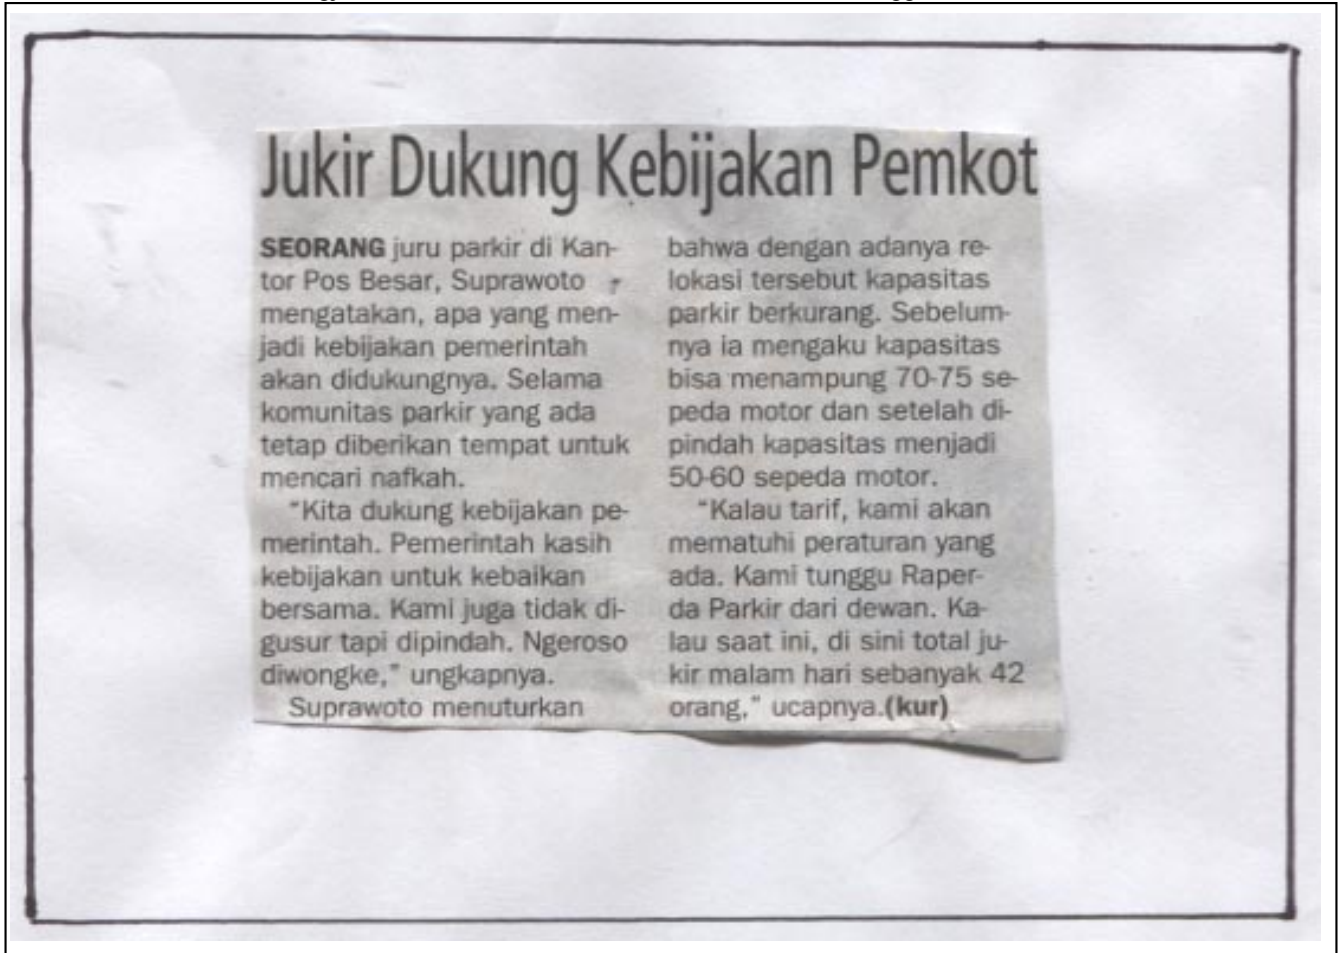 Jukir Dukung Kebijakan Pemkot
SEORANG juru parkir di Kan-
tor Pos Besar, Suprawoto
mengatakan, apa yang men-
jadi kebijakan pemerintah
akan didukungnya. Selama
komunitas parkir yang ada
tetap diberikan tempat untuk
mencari nafkah.
"Kita dukung kebijakan pe-
merintah. Pemerintah kasih
kebijakan untuk kebaikan
bersama. Kami juga tidak di-
gusur tapi dipindah. Ngeroso
diwongke," ungkapnya.
Suprawoto menuturkan
bahwa dengan adanya re-
lokasi tersebut kapasitas
parkir berkurang. Sebelum-
nya ia mengaku kapasitas
bisa menampung 70-75 se-
peda motor dan setelah di-
pindah kapasitas menjadi
50-60 sepeda motor.
"Kalau tarif, kami akan
mematuhi peraturan yang
ada. Kami tunggu Raper-
da Parkir dari dewan. Ka-
lau saat ini, di sini total ju-
kir malam hari sebanyak 42
orang," ucapnya.(kur)